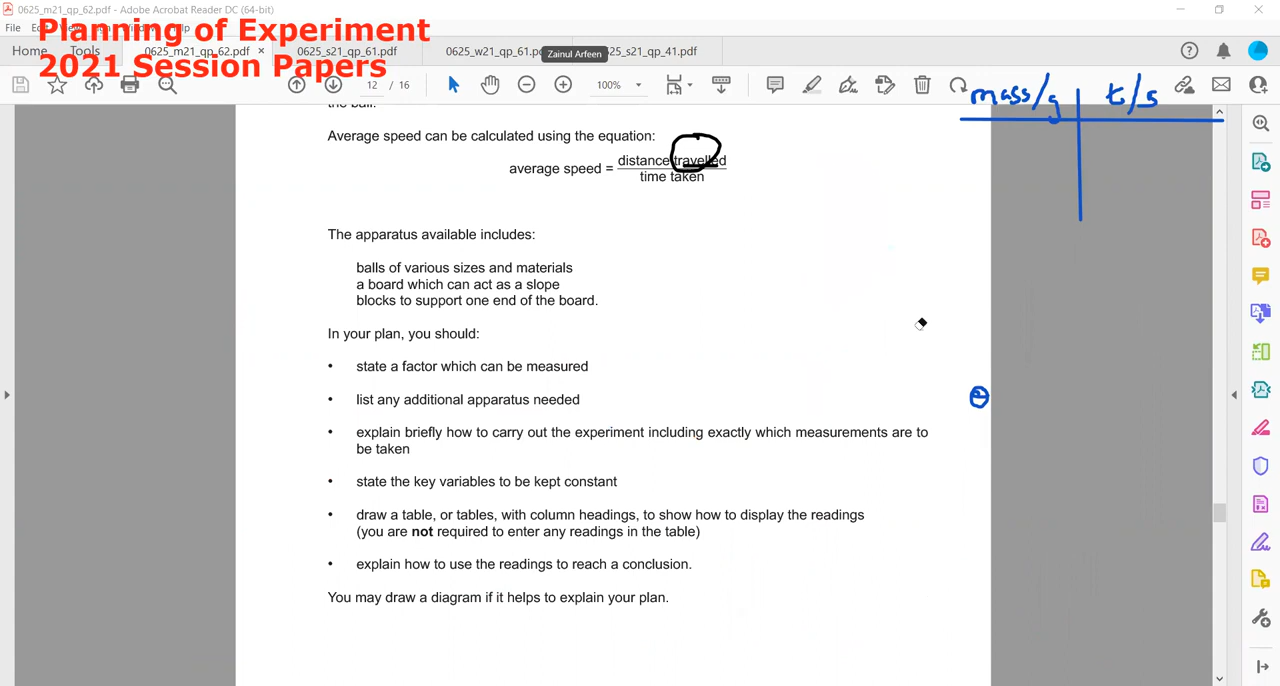 0625_m21_qp_62.pdf - Adobe Acrobat Reader DC (64-bit)
File
Planning of Experiment
2021 Session Papers
Home Tools 0625_m21_qp_62.pdf × 0625_s21_qp_61.pdf 0625_w21_qp_61.pdf s21_qp_41.pdf
Zainul Arfeen
12 / 16 100%
mass/g t/s
the ball.
Average speed can be calculated using the equation:
average speed = distance travelled
time taken
The apparatus available includes:
balls of various sizes and materials
a board which can act as a slope
blocks to support one end of the board.
In your plan, you should:
• state a factor which can be measured
• list any additional apparatus needed
• explain briefly how to carry out the experiment including exactly which measurements are to
be taken
• state the key variables to be kept constant
• draw a table, or tables, with column headings, to show how to display the readings
(you are not required to enter any readings in the table)
• explain how to use the readings to reach a conclusion.
You may draw a diagram if it helps to explain your plan.